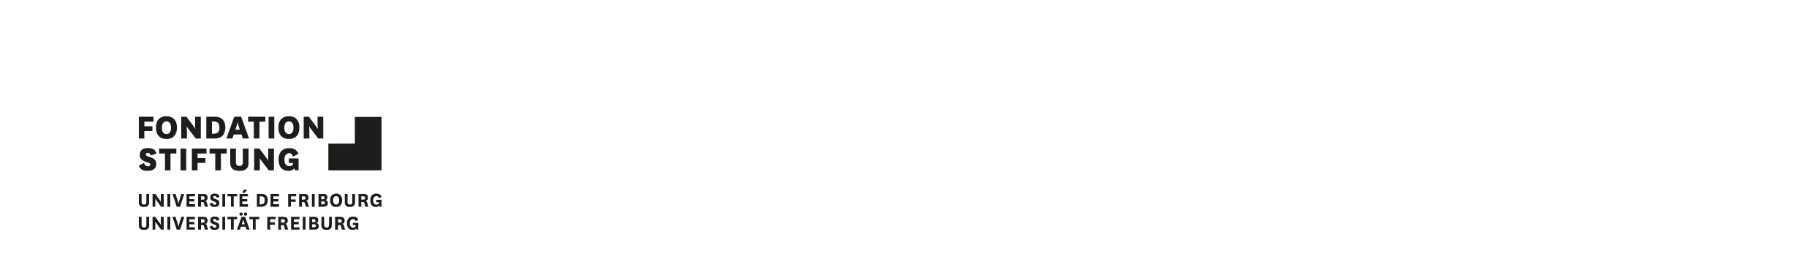 FONDATION
STIFTUNG
UNIVERSITÉ DE FRIBOURG
UNIVERSITÄT FREIBURG